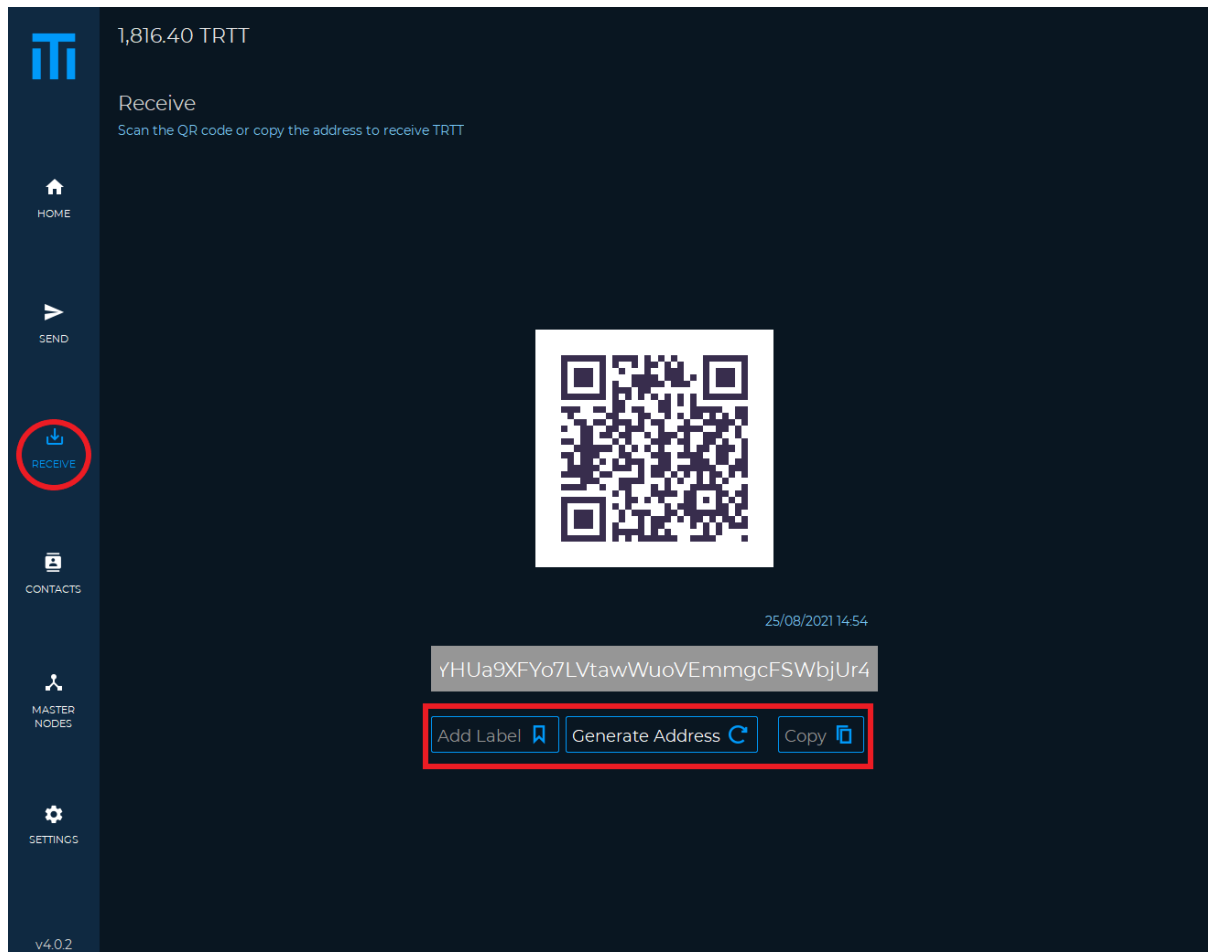 iTi
1,816.40 TRTT
Receive
Scan the QR code or copy the address to receive TRTT
HOME
SEND
RECEIVE
CONTACTS
MASTER
NODES
SETTINGS
v4.0.2
25/08/2021 14:54
YHUa9XFYo7LVtawWuoVEmmgcFSWbjUr4
Add Label
Generate Address
Copy